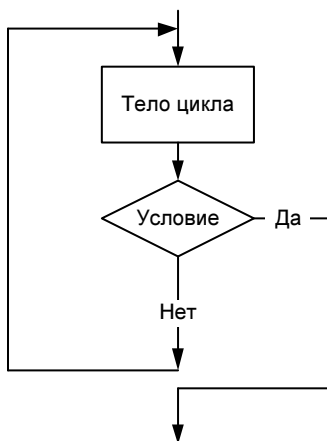 Тело цикла
Условие
Да
Нет